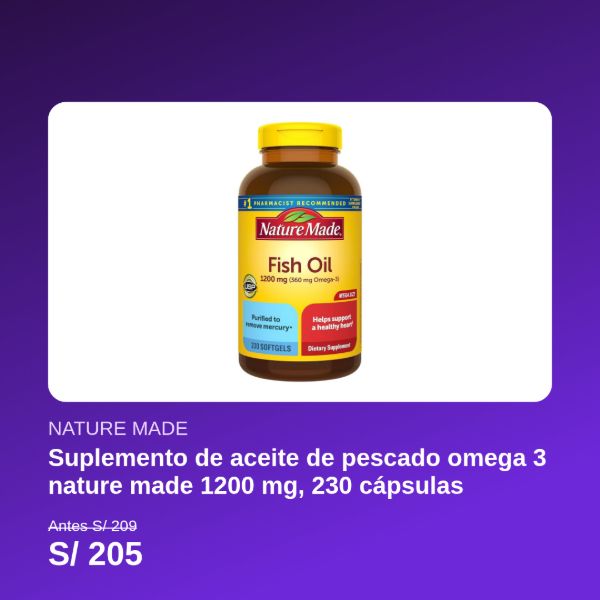 #1 PHARMACIST RECOMMENDED
Nature Made.
Fish Oil
1200 mg (360 mg Omega-3)
USP
MEGA SIZE
Purified to
remove mercury*
Helps support
a healthy heart†
230 SOFTGELS
Dietary Supplement
NATURE MADE
Suplemento de aceite de pescado omega 3
nature made 1200 mg, 230 cápsulas
Antes S/ 209
S/ 205